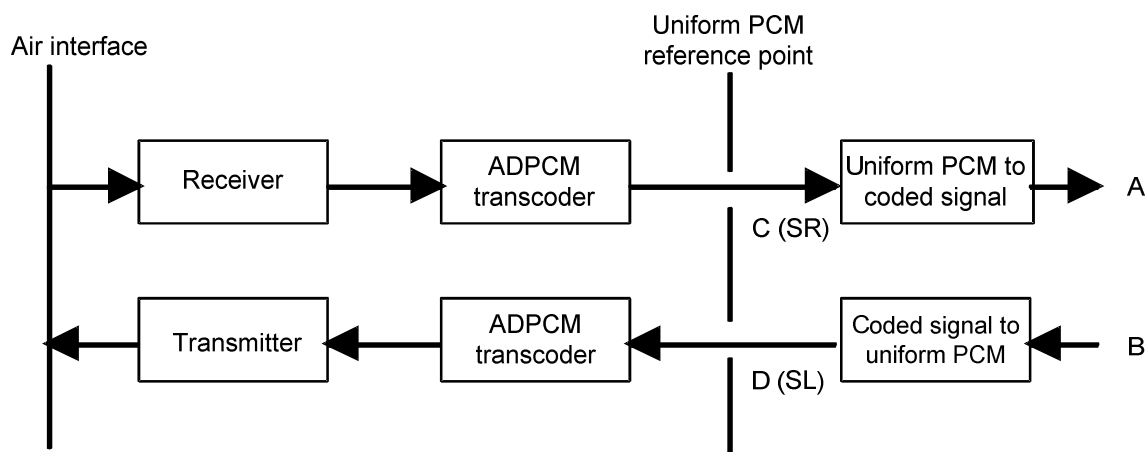 Air interface
Uniform PCM
reference point
Receiver
ADPCM
transcoder
Uniform PCM to
coded signal
A
C (SR)
Transmitter
ADPCM
transcoder
Coded signal to
uniform PCM
B
D (SL)